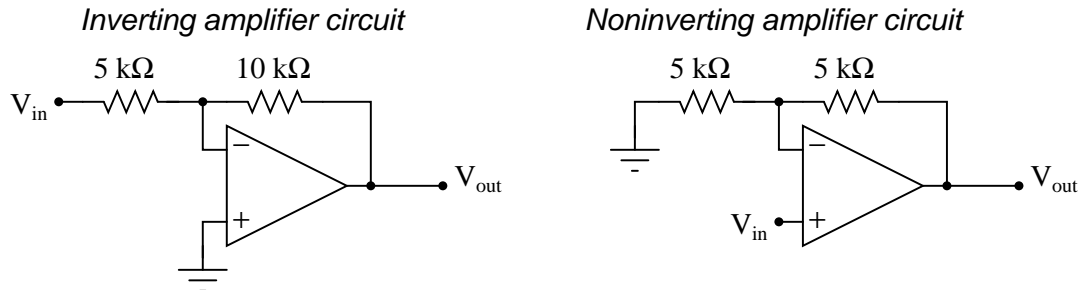 Inverting amplifier circuit
5 kΩ 10 kΩ
V_in
−
+
V_out
Noninverting amplifier circuit
5 kΩ 5 kΩ
−
V_in
+
V_out